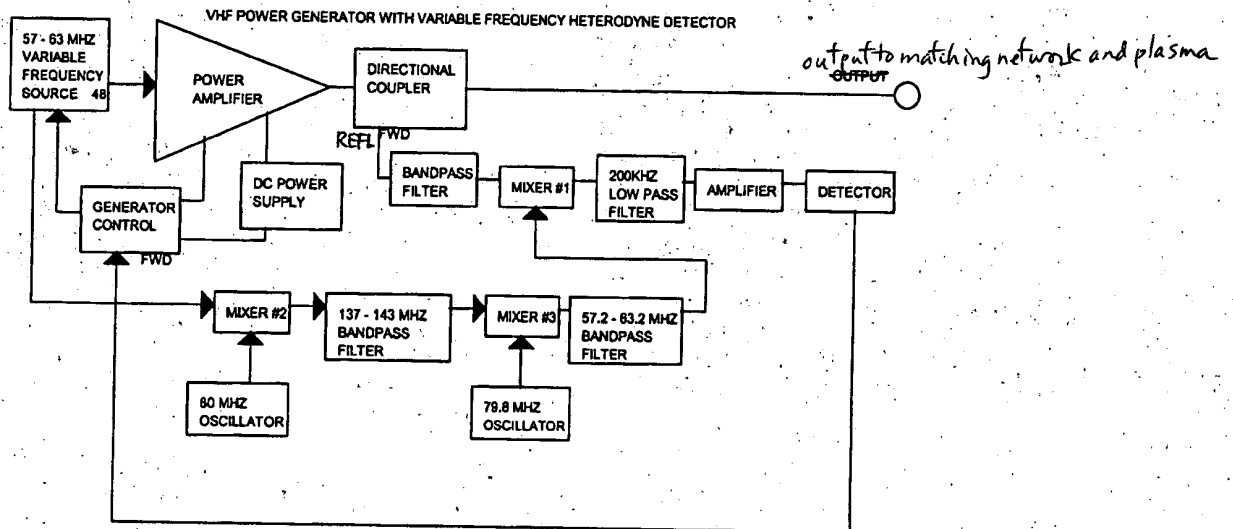 VHF POWER GENERATOR WITH VARIABLE FREQUENCY HETERODYNE DETECTOR
57 - 63 MHZ
VARIABLE
FREQUENCY
SOURCE 48
POWER
AMPLIFIER
DIRECTIONAL
COUPLER
output to matching network and plasma
OUTPUT
REFL
FWD
BANDPASS
FILTER
MIXER #1
200KHZ
LOW PASS
FILTER
AMPLIFIER
DETECTOR
DC POWER
SUPPLY
GENERATOR
CONTROL
FWD
MIXER #2
137 - 143 MHZ
BANDPASS
FILTER
MIXER #3
57.2 - 63.2 MHZ
BANDPASS
FILTER
80 MHZ
OSCILLATOR
79.8 MHZ
OSCILLATOR